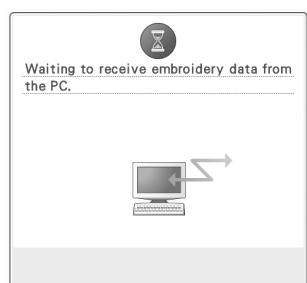 Waiting to receive embroidery data from
the PC.